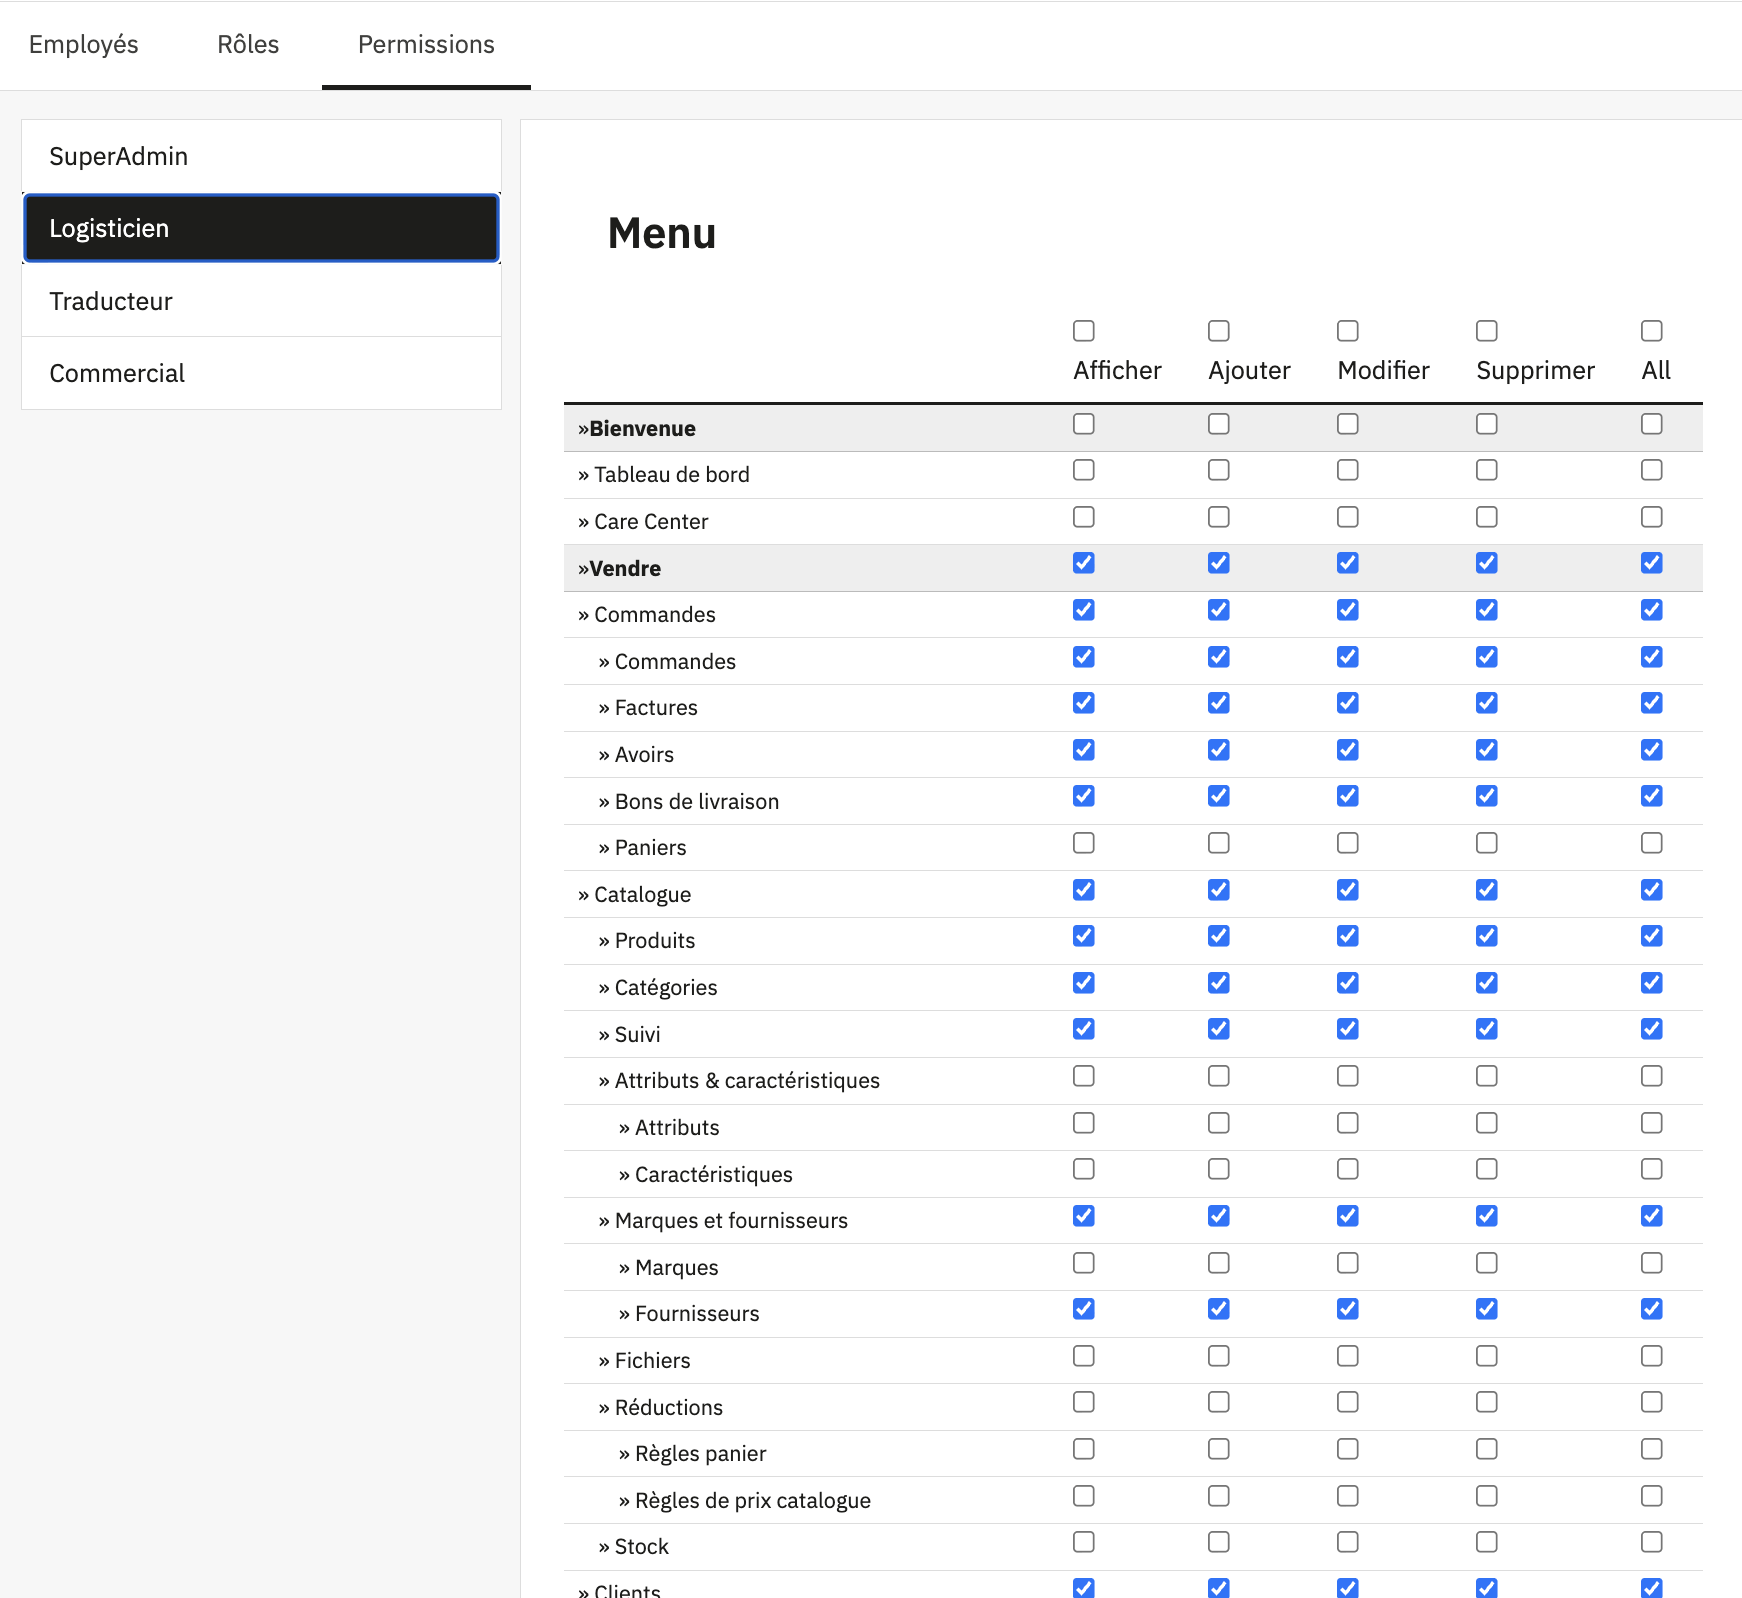 Employés Rôles Permissions
SuperAdmin
Logisticien
Traducteur
Commercial
Menu
Afficher Ajouter Modifier Supprimer All
»Bienvenue
» Tableau de bord
» Care Center
»Vendre
» Commandes
» Commandes
» Factures
» Avoirs
» Bons de livraison
» Paniers
» Catalogue
» Produits
» Catégories
» Suivi
» Attributs & caractéristiques
» Attributs
» Caractéristiques
» Marques et fournisseurs
» Marques
» Fournisseurs
» Fichiers
» Réductions
» Règles panier
» Règles de prix catalogue
» Stock
» Clients